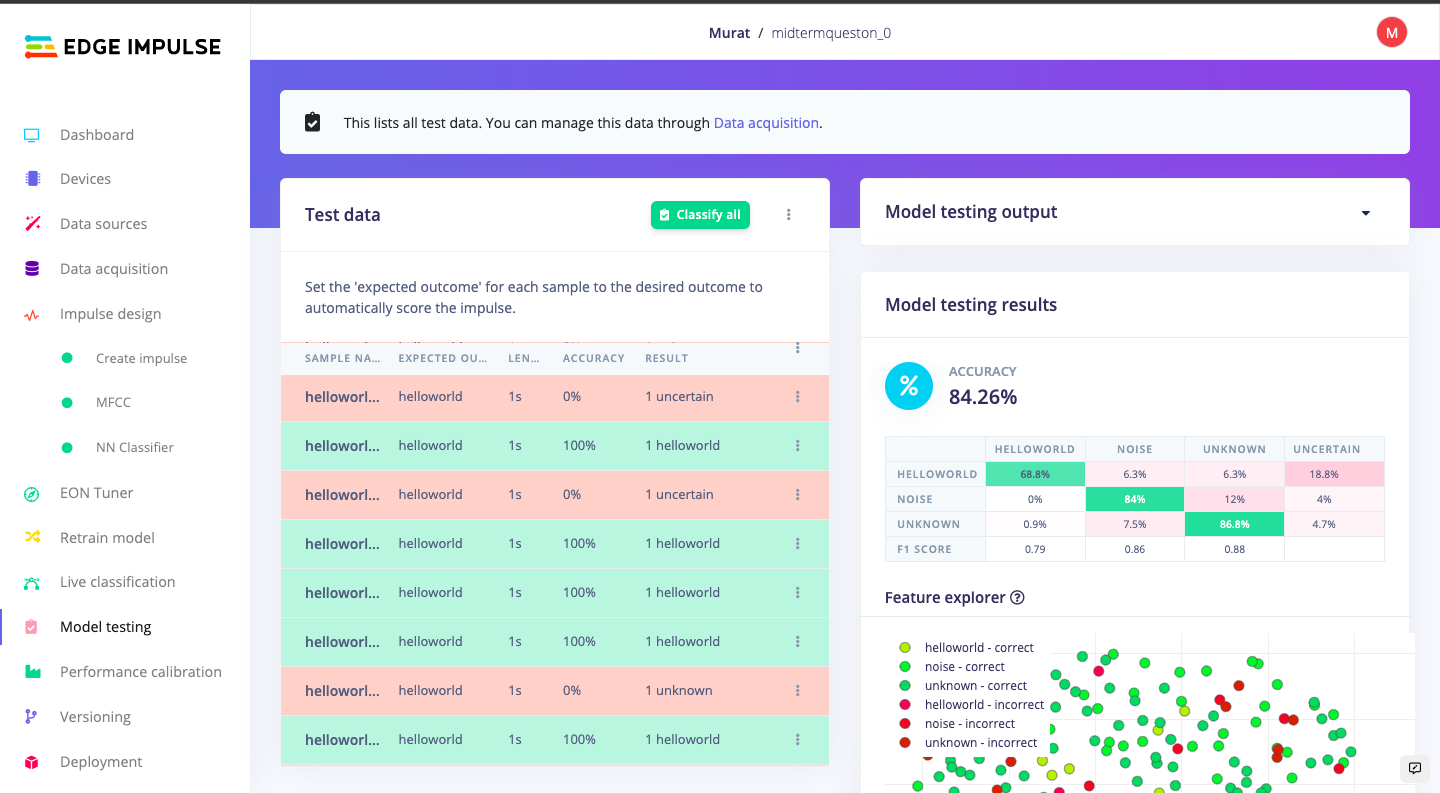 EDGE IMPULSE
Murat / midtermqueston_0
M
Dashboard
Devices
Data sources
Data acquisition
Impulse design
Create impulse
MFCC
NN Classifier
EON Tuner
Retrain model
Live classification
Model testing
Performance calibration
Versioning
Deployment
This lists all test data. You can manage this data through Data acquisition.
Test data
Classify all
Set the 'expected outcome' for each sample to the desired outcome to
automatically score the impulse.
SAMPLE NA... EXPECTED OU... LEN... ACCURACY RESULT
helloworl... helloworld 1s 0% 1 uncertain
helloworl... helloworld 1s 100% 1 helloworld
helloworl... helloworld 1s 0% 1 uncertain
helloworl... helloworld 1s 100% 1 helloworld
helloworl... helloworld 1s 100% 1 helloworld
helloworl... helloworld 1s 100% 1 helloworld
helloworl... helloworld 1s 0% 1 unknown
helloworl... helloworld 1s 100% 1 helloworld
Model testing output
Model testing results
%
ACCURACY
84.26%
HELLOWORLD NOISE UNKNOWN UNCERTAIN
HELLOWORLD 68.8% 6.3% 6.3% 18.8%
NOISE 0% 84% 12% 4%
UNKNOWN 0.9% 7.5% 86.8% 4.7%
F1 SCORE 0.79 0.86 0.88
Feature explorer ?
helloworld - correct
noise - correct
unknown - correct
helloworld - incorrect
noise - incorrect
unknown - incorrect